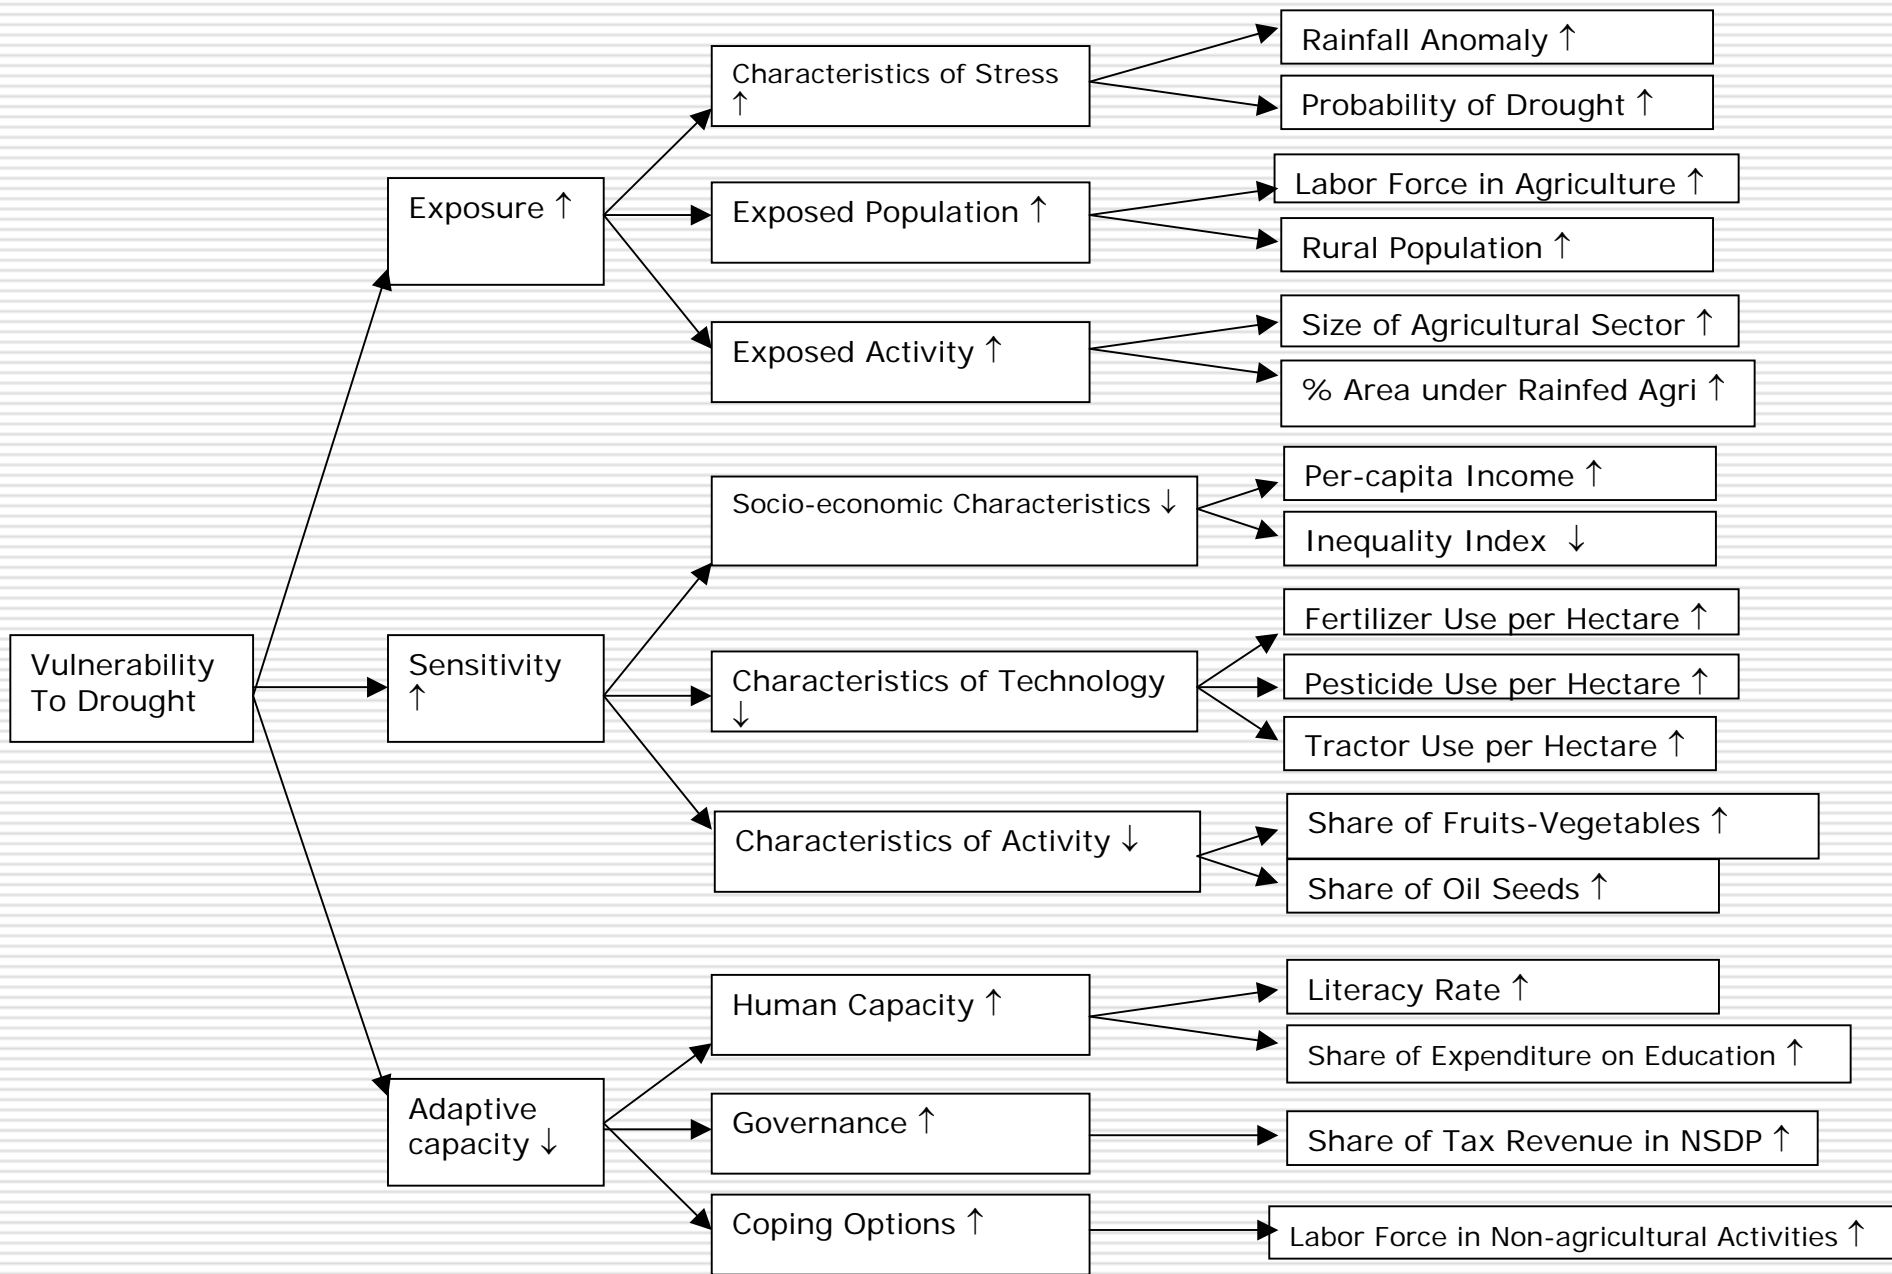 Vulnerability
To Drought
Exposure ↑
Sensitivity
↑
Adaptive
capacity ↓
Characteristics of Stress
↑
Exposed Population ↑
Exposed Activity ↑
Socio-economic Characteristics ↓
Characteristics of Technology
↓
Characteristics of Activity ↓
Human Capacity ↑
Governance ↑
Coping Options ↑
Rainfall Anomaly ↑
Probability of Drought ↑
Labor Force in Agriculture ↑
Rural Population ↑
Size of Agricultural Sector ↑
% Area under Rainfed Agri ↑
Per-capita Income ↑
Inequality Index ↓
Fertilizer Use per Hectare ↑
Pesticide Use per Hectare ↑
Tractor Use per Hectare ↑
Share of Fruits-Vegetables ↑
Share of Oil Seeds ↑
Literacy Rate ↑
Share of Expenditure on Education ↑
Share of Tax Revenue in NSDP ↑
Labor Force in Non-agricultural Activities ↑